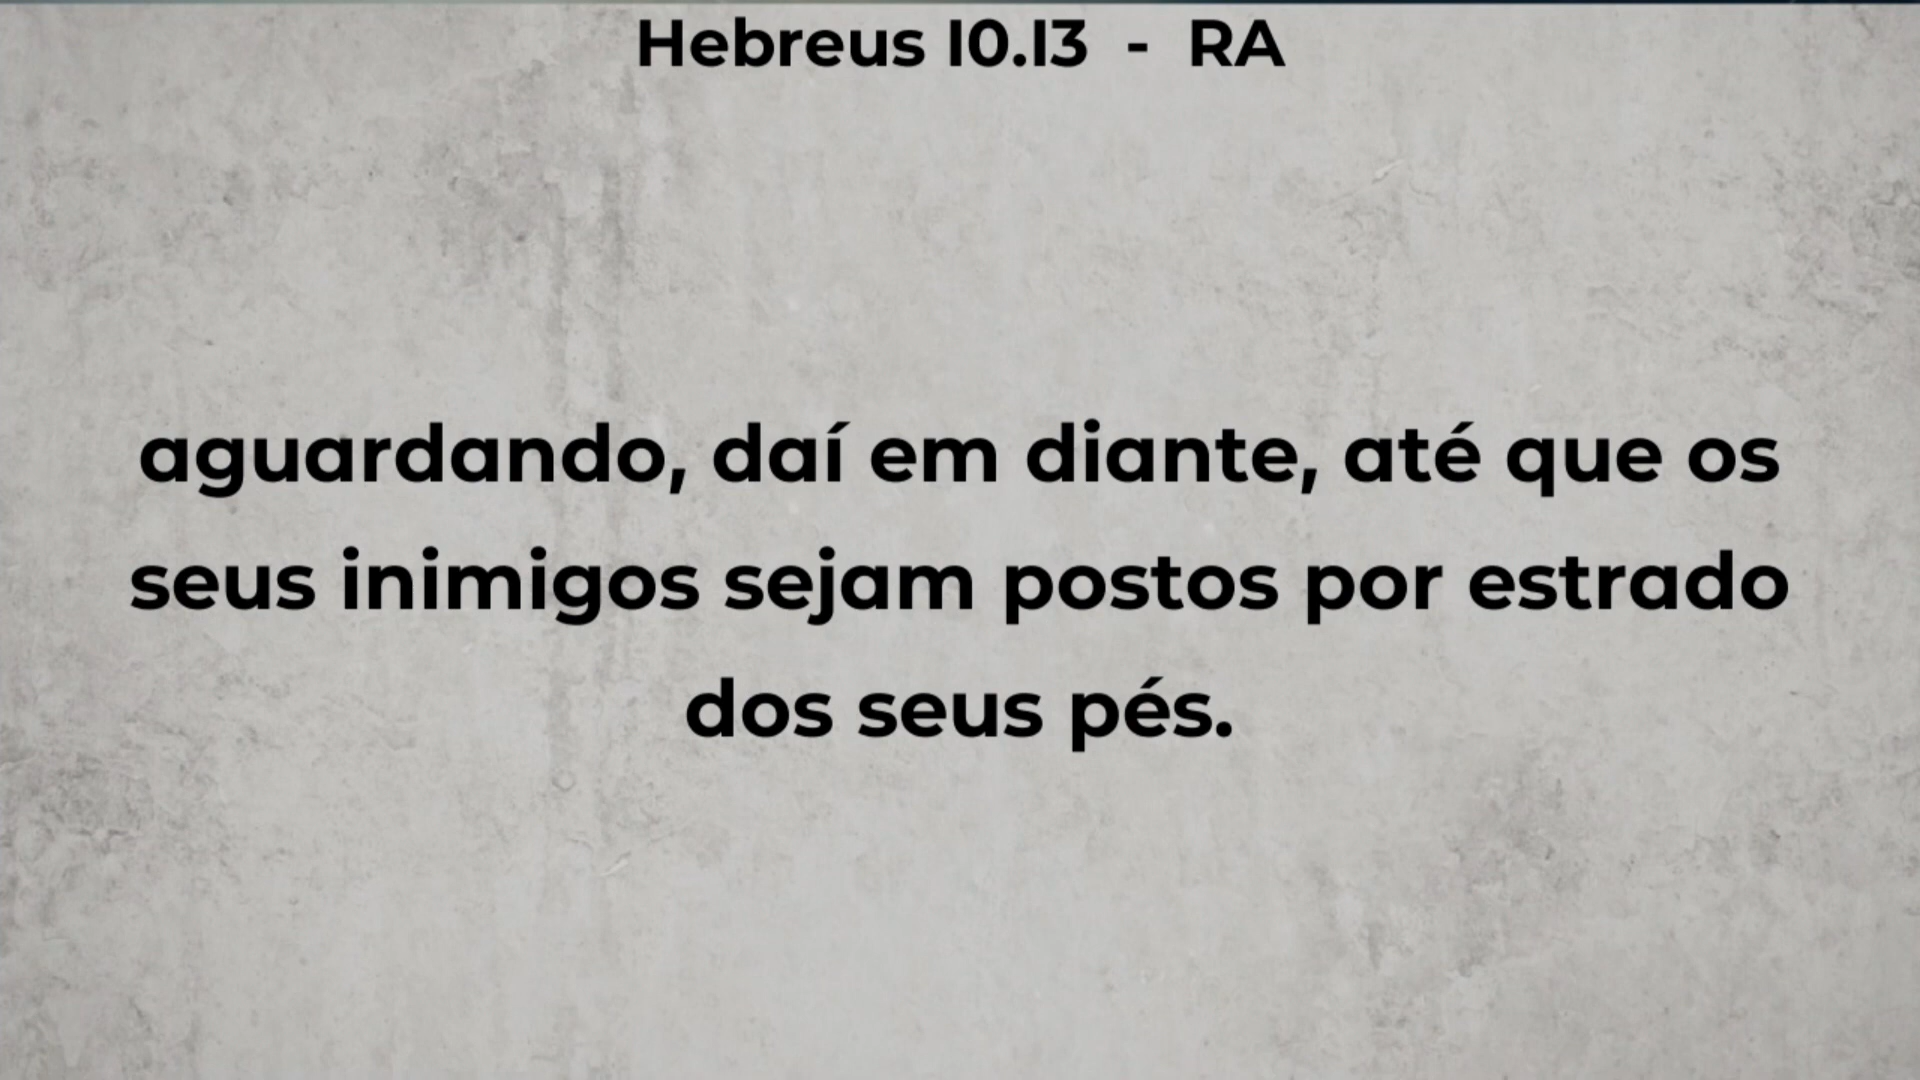 Hebreus 10.13 - RA
aguardando, daí em diante, até que os
seus inimigos sejam postos por estrado
dos seus pés.